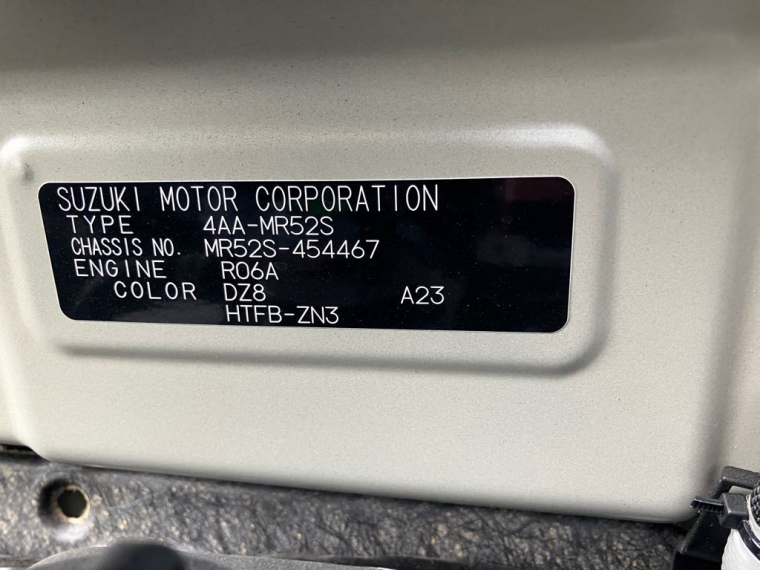 SUZUKI MOTOR CORPORATION
TYPE 4AA-MR52S
CHASSIS NO. MR52S-454467
ENGINE R06A
COLOR DZ8 A23
HTFB-ZN3